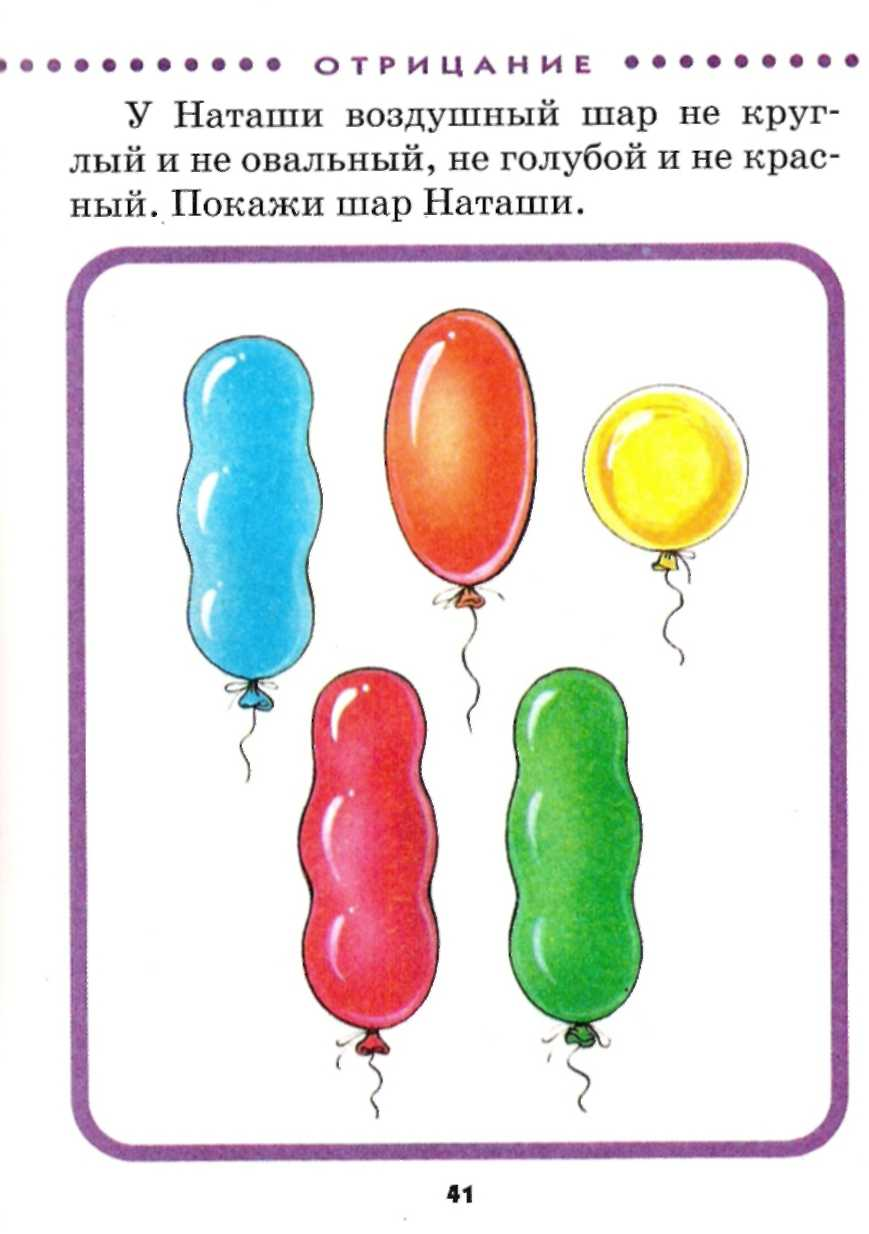 ОТРИЦАНИЕ
У Наташи воздушный шар не круг-
лый и не овальный, не голубой и не крас-
ный. Покажи шар Наташи.
41